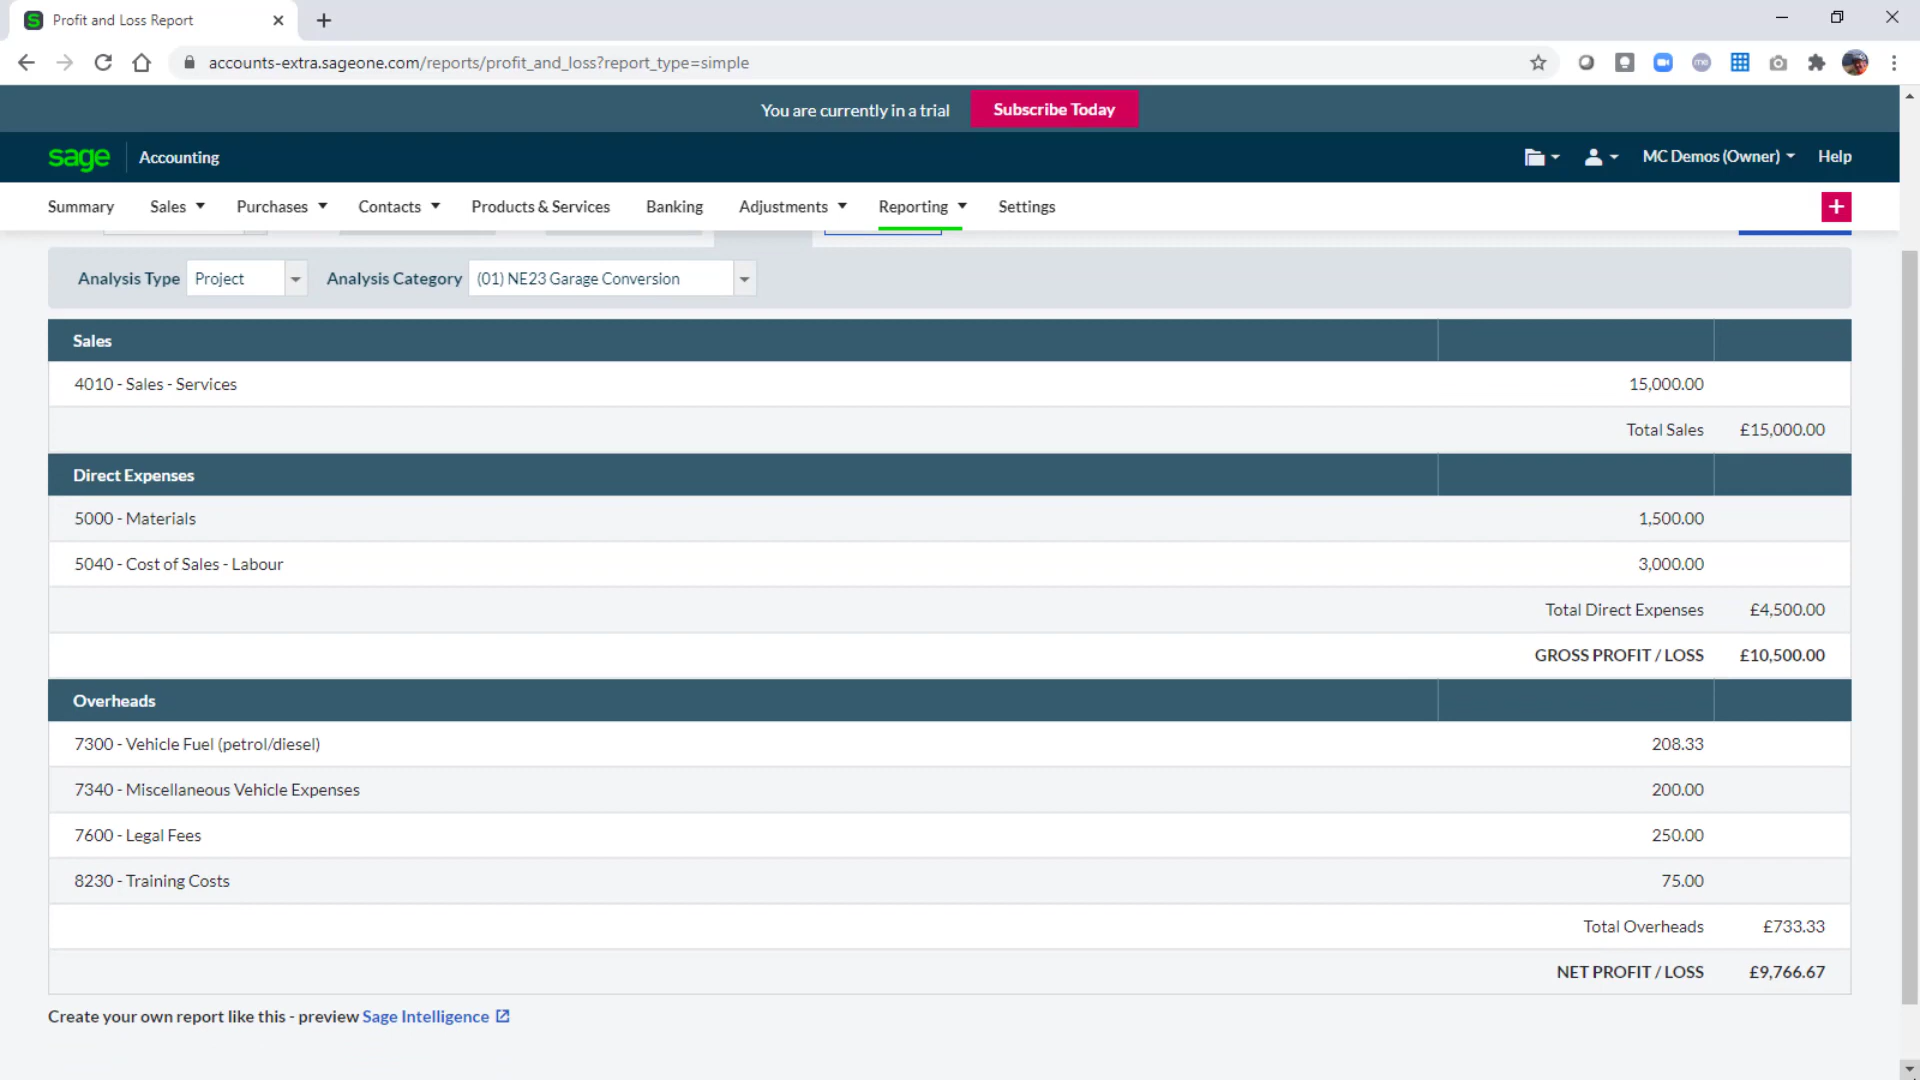 Profit and Loss Report
accounts-extra.sageone.com/reports/profit_and_loss?report_type=simple
You are currently in a trial Subscribe Today
sage Accounting MC Demos (Owner) Help
Summary Sales Purchases Contacts Products & Services Banking Adjustments Reporting Settings
Analysis Type Project Analysis Category (01) NE23 Garage Conversion
Sales
4010 - Sales - Services 15,000.00
Total Sales £15,000.00
Direct Expenses
5000 - Materials 1,500.00
5040 - Cost of Sales - Labour 3,000.00
Total Direct Expenses £4,500.00
GROSS PROFIT / LOSS £10,500.00
Overheads
7300 - Vehicle Fuel (petrol/diesel) 208.33
7340 - Miscellaneous Vehicle Expenses 200.00
7600 - Legal Fees 250.00
8230 - Training Costs 75.00
Total Overheads £733.33
NET PROFIT / LOSS £9,766.67
Create your own report like this - preview Sage Intelligence